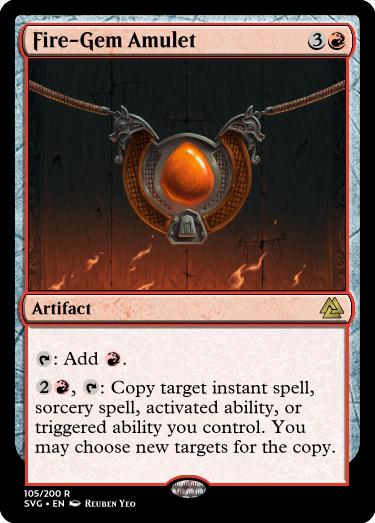 Fire-Gem Amulet 3
Artifact
: Add .
2 , : Copy target instant spell,
sorcery spell, activated ability, or
triggered ability you control. You
may choose new targets for the copy.
105/200 R
SVG • EN Reuben Yeo